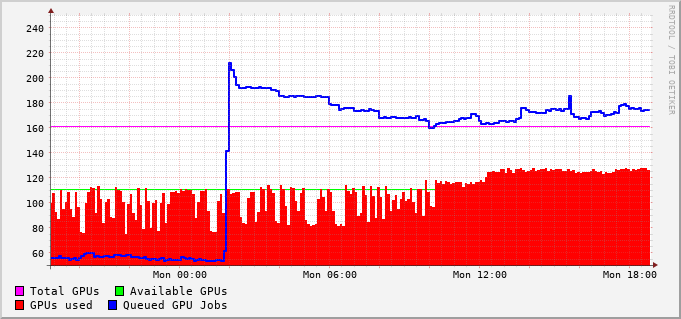 RRDTOOL / TOBI OETIKER
240
220
200
180
160
140
120
100
80
60
Mon 00:00 Mon 06:00 Mon 12:00 Mon 18:00
Total GPUs Available GPUs
GPUs used Queued GPU Jobs